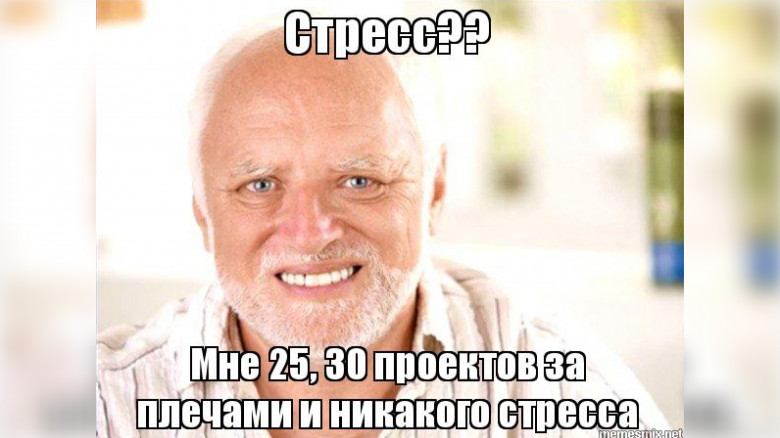 Стресс??
Мне 25, 30 проектов за
плечами и никакого стресса
memesmix.net